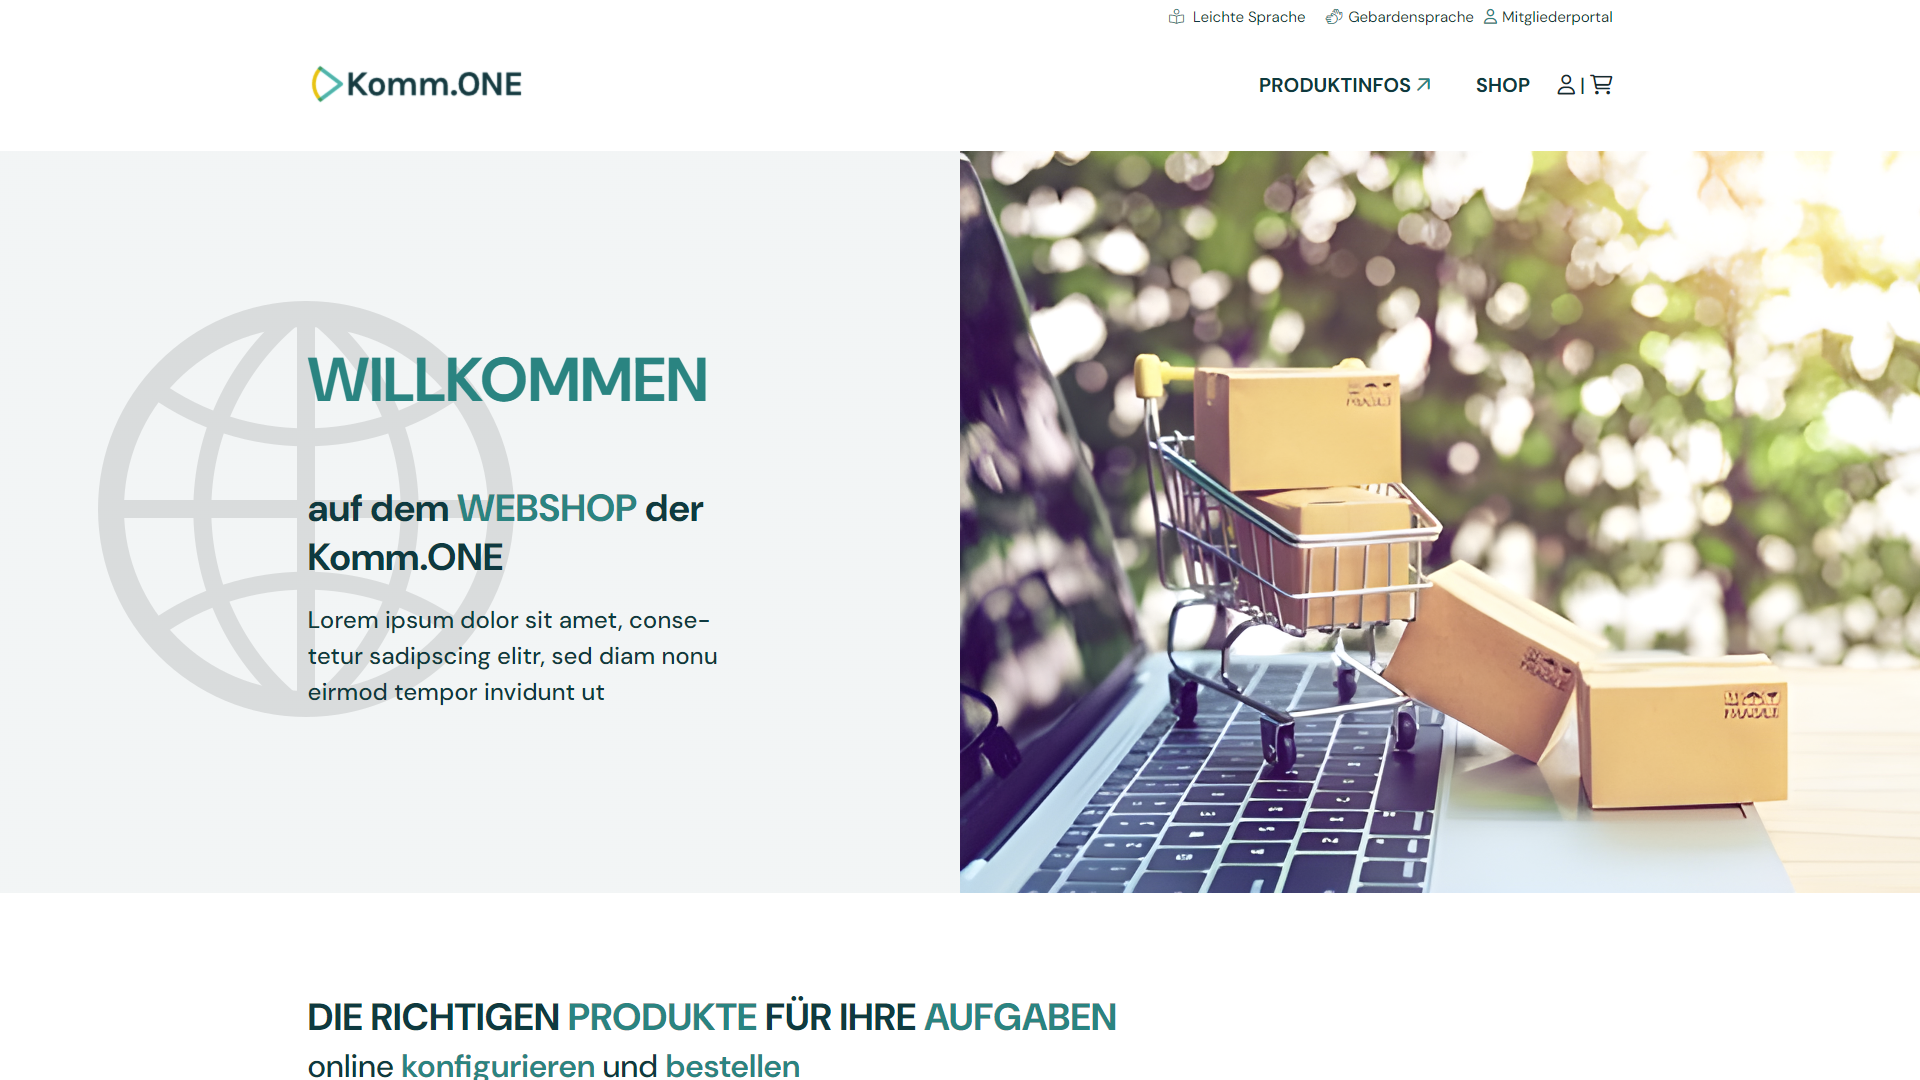 Leichte Sprache Gebardensprache Mitgliederportal
Komm.ONE
PRODUKTINFOS SHOP |
WILLKOMMEN
auf dem WEBSHOP der
Komm.ONE
Lorem ipsum dolor sit amet, conse-
tetur sadipscing elitr, sed diam nonu
eirmod tempor invidunt ut
DIE RICHTIGEN PRODUKTE FÜR IHRE AUFGABEN
online konfigurieren und bestellen